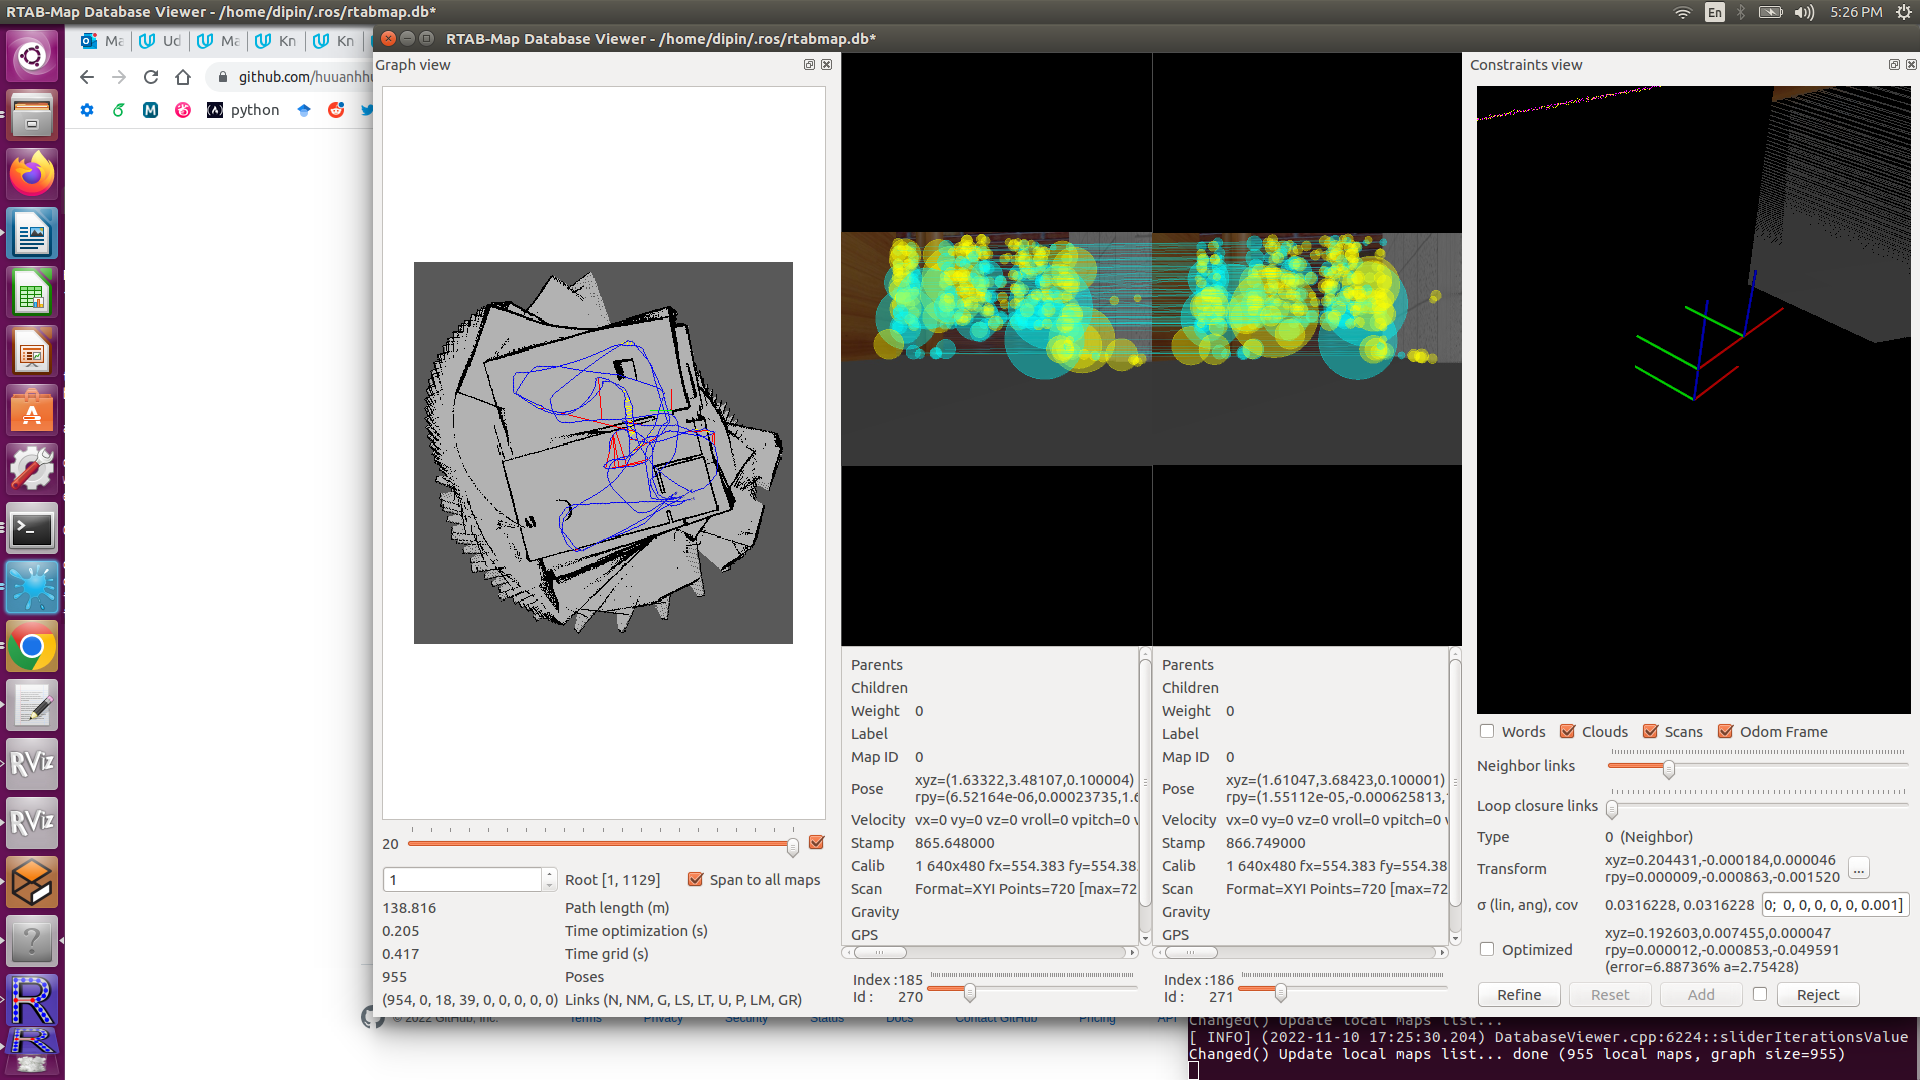 RTAB-Map Database Viewer - /home/dipin/.ros/rtabmap.db*
En
5:26 PM
Ma
Ud
Ma
Kn
Kn
github.com/huuanhhu
python
RTAB-Map Database Viewer - /home/dipin/.ros/rtabmap.db*
Graph view
20
1
Root [1, 1129]
Span to all maps
138.816 Path length (m)
0.205 Time optimization (s)
0.417 Time grid (s)
955 Poses
(954, 0, 18, 39, 0, 0, 0, 0, 0) Links (N, NM, G, LS, LT, U, P, LM, GR)
Parents
Children
Weight 0
Label
Map ID 0
Pose xyz=(1.63322,3.48107,0.100004)
rpy=(6.52164e-06,0.00023735,1.6
Velocity vx=0 vy=0 vz=0 vroll=0 vpitch=0 v
Stamp 865.648000
Calib 1 640x480 fx=554.383 fy=554.38
Scan Format=XYI Points=720 [max=72
Gravity
GPS
Index :185
Id : 270
Parents
Children
Weight 0
Label
Map ID 0
Pose xyz=(1.61047,3.68423,0.100001)
rpy=(1.55112e-05,-0.000625813,
Velocity vx=0 vy=0 vz=0 vroll=0 vpitch=0 v
Stamp 866.749000
Calib 1 640x480 fx=554.383 fy=554.38
Scan Format=XYI Points=720 [max=72
Gravity
GPS
Index :186
Id : 271
Constraints view
Words Clouds Scans Odom Frame
Neighbor links
Loop closure links
Type 0 (Neighbor)
Transform xyz=0.204431,-0.000184,0.000046
rpy=0.000009,-0.000863,-0.001520
...
σ (lin, ang), cov 0.0316228, 0.0316228 0; 0, 0, 0, 0, 0, 0.001]
Optimized xyz=0.192603,0.007455,0.000047
rpy=0.000012,-0.000853,-0.049591
(error=6.88736% a=2.75428)
Refine Reset Add Reject
© 2022 GitHub, Inc. Terms Privacy Security Status Docs Contact GitHub Pricing API
Changed() Update local maps list...
[ INFO] (2022-11-10 17:25:30.204) DatabaseViewer.cpp:6224::sliderIterationsValue
Changed() Update local maps list... done (955 local maps, graph size=955)
RViz
RViz